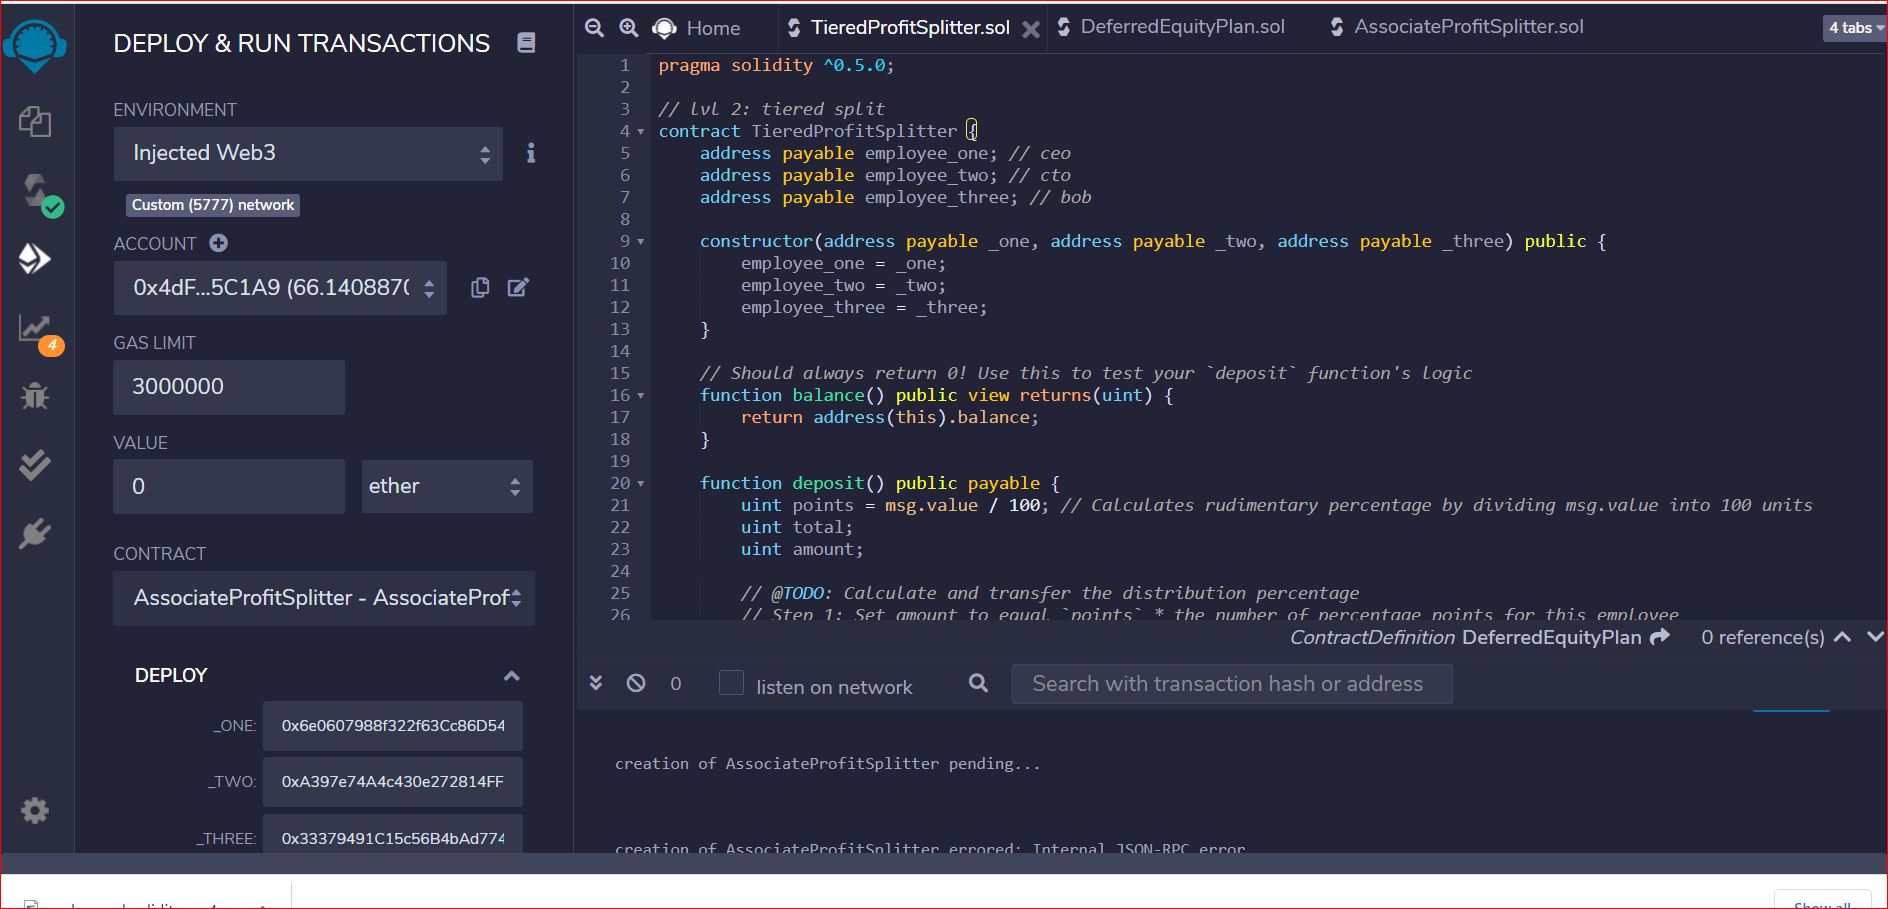 DEPLOY & RUN TRANSACTIONS
ENVIRONMENT
Injected Web3
Custom (5777) network
ACCOUNT
0x4dF...5C1A9 (66.1408870
GAS LIMIT
3000000
VALUE
0
ether
CONTRACT
AssociateProfitSplitter - AssociateProf
DEPLOY
_ONE:
0x6e0607988f322f63Cc86D54
_TWO:
0xA397e74A4c430e272814FF
_THREE:
0x33379491C15c56B4bAd774
4
Home
TieredProfitSplitter.sol
DeferredEquityPlan.sol
AssociateProfitSplitter.sol
4 tabs
1 pragma solidity ^0.5.0;
2
3 // lvl 2: tiered split
4 contract TieredProfitSplitter {
5 address payable employee_one; // ceo
6 address payable employee_two; // cto
7 address payable employee_three; // bob
8
9 constructor(address payable _one, address payable _two, address payable _three) public {
10 employee_one = _one;
11 employee_two = _two;
12 employee_three = _three;
13 }
14
15 // Should always return 0! Use this to test your `deposit` function's logic
16 function balance() public view returns(uint) {
17 return address(this).balance;
18 }
19
20 function deposit() public payable {
21 uint points = msg.value / 100; // Calculates rudimentary percentage by dividing msg.value into 100 units
22 uint total;
23 uint amount;
24
25 // @TODO: Calculate and transfer the distribution percentage
26 // Step 1: Set amount to equal `points` * the number of percentage points for this employee
ContractDefinition DeferredEquityPlan 0 reference(s)
0
listen on network
Search with transaction hash or address
creation of AssociateProfitSplitter pending...
creation of AssociateProfitSplitter errored: Internal JSON-RPC error
Show all